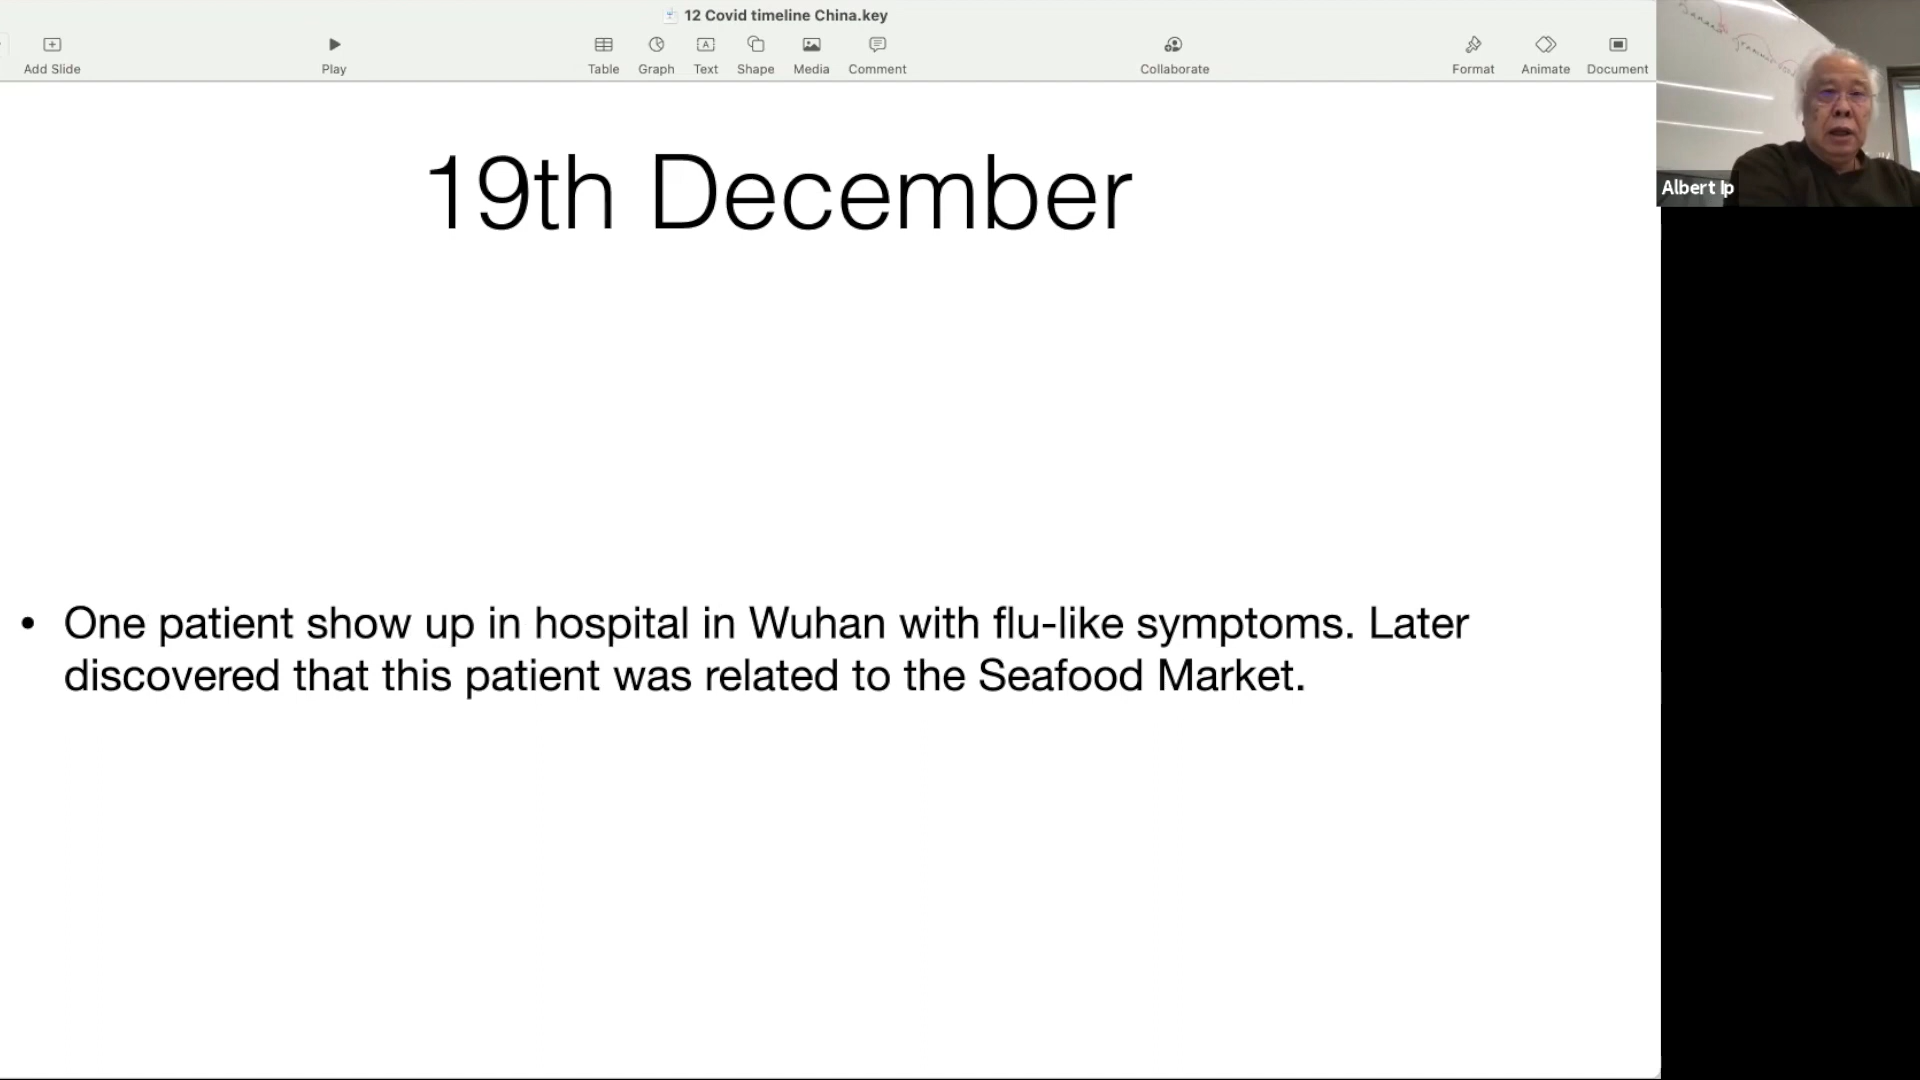 12 Covid timeline China.key
Add Slide
Play
Table
Graph
Text
Shape
Media
Comment
Collaborate
Format
Animate
Document
Albert Ip
19th December
• One patient show up in hospital in Wuhan with flu-like symptoms. Later
discovered that this patient was related to the Seafood Market.